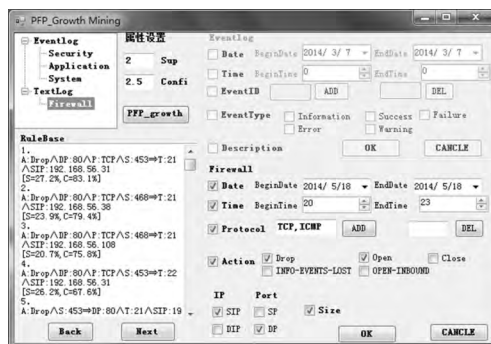 PFP_Growth Mining
Eventlog
Security
Application
System
TextLog
Firewall
属性设置
2 Sup
2.5 Confi
PFP_growth
RuleBase
1.
A:Drop∧DP:80∧P:TCP∧S:453⇒T:21
∧SIP:192.168.56.31
[S=27.2%,C=83.1%]
2.
A:Drop∧DP:80∧P:TCP∧S:468⇒T:21
∧SIP:192.168.56.38
[S=23.9%,C=79.4%]
3.
A:Drop∧DP:80∧P:TCP∧S:468⇒T:21
∧SIP:192.168.56.108
[S=20.7%,C=75.8%]
4.
A:Drop∧DP:80∧P:TCP∧S:453⇒T:22
∧SIP:192.168.56.31
[S=26.2%,C=67.6%]
5.
A:Drop∧S:453⇒DP:80∧T:21∧SIP:19
Back Next
Eventlog
Date BeginDate 2014/ 3/ 7 EndDate 2014/ 3/ 7
Time BeginTime 0 EndTime 0
EventID ADD DEL
EventType Information Success Failure
Error Warning
Description OK CANCLE
Firewall
Date BeginDate 2014/ 5/18 EndDate 2014/ 5/18
Time BeginTime 20 EndTime 23
Protocol TCP,ICMP ADD DEL
Action Drop Open Close
INFO-EVENTS-LOST OPEN-INBOUND
IP Port
SIP SP Size
DIP DP OK CANCLE